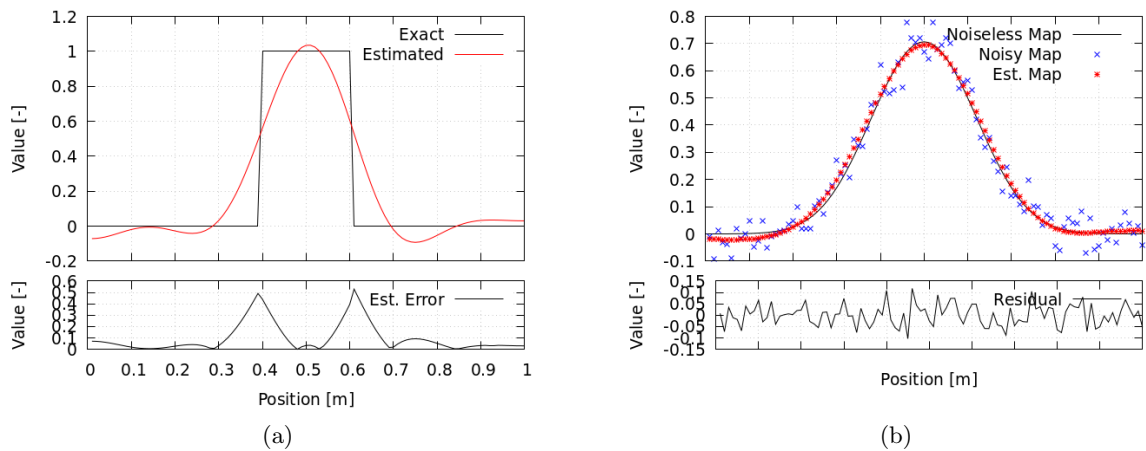 1.2
1
0.8
0.6
0.4
0.2
0
-0.2
Value [-]
Exact
Estimated
0.6
0.5
0.4
0.3
0.2
0.1
0
Value [-]
Est. Error
0 0.1 0.2 0.3 0.4 0.5 0.6 0.7 0.8 0.9 1
Position [m]
(a)
0.8
0.7
0.6
0.5
0.4
0.3
0.2
0.1
0
-0.1
Value [-]
Noiseless Map
Noisy Map
Est. Map
0.15
0.10
0.05
0
-0.05
-0.10
-0.15
Value [-]
Residual
Position [m]
(b)